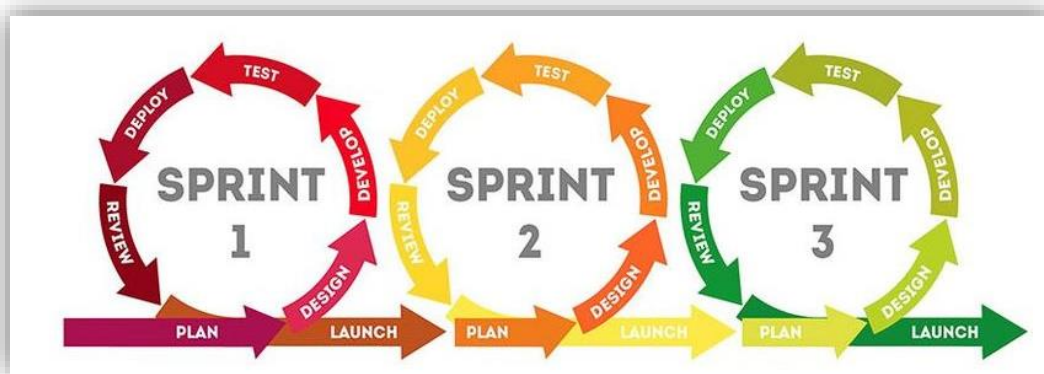 TEST
DEPLOY
DEVELOP
REVIEW
DESIGN
SPRINT
1
PLAN
LAUNCH
TEST
DEPLOY
DEVELOP
REVIEW
DESIGN
SPRINT
2
PLAN
LAUNCH
TEST
DEPLOY
DEVELOP
REVIEW
DESIGN
SPRINT
3
PLAN
LAUNCH